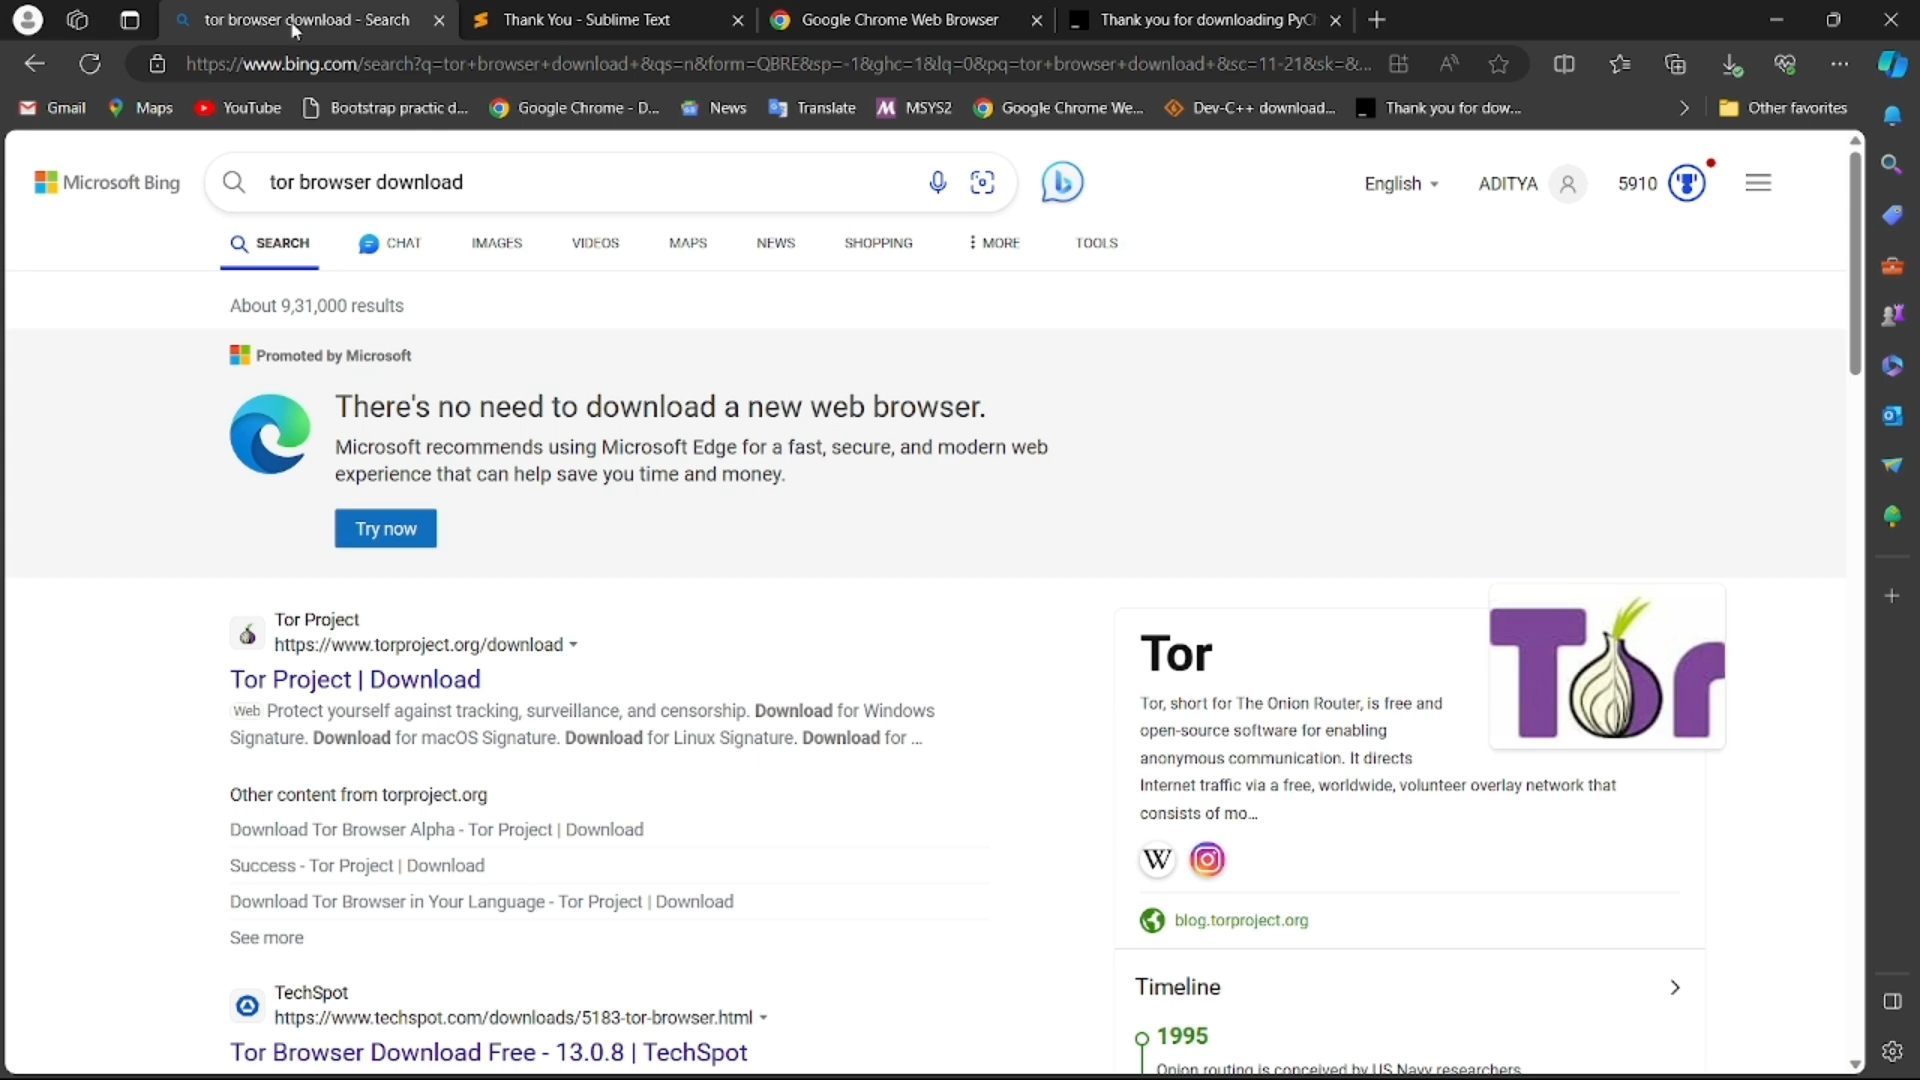 tor browser download - Search
Thank You - Sublime Text
Google Chrome Web Browser
Thank you for downloading PyCh
https://www.bing.com/search?q=tor+browser+download+&qs=n&form=QBRE&sp=-1&ghc=1&lq=0&pq=tor+browser+download+&sc=11-21&sk=&...
Gmail
Maps
YouTube
Bootstrap practic d...
Google Chrome - D...
News
Translate
MSYS2
Google Chrome We...
Dev-C++ download...
Thank you for dow...
Other favorites
Microsoft Bing
tor browser download
English
ADITYA
5910
SEARCH
CHAT
IMAGES
VIDEOS
MAPS
NEWS
SHOPPING
MORE
TOOLS
About 9,31,000 results
Promoted by Microsoft
There's no need to download a new web browser.
Microsoft recommends using Microsoft Edge for a fast, secure, and modern web
experience that can help save you time and money.
Try now
Tor Project
https://www.torproject.org/download
Tor Project | Download
Web Protect yourself against tracking, surveillance, and censorship. Download for Windows
Signature. Download for macOS Signature. Download for Linux Signature. Download for ...
Other content from torproject.org
Download Tor Browser Alpha - Tor Project | Download
Success - Tor Project | Download
Download Tor Browser in Your Language - Tor Project | Download
See more
TechSpot
https://www.techspot.com/downloads/5183-tor-browser.html
Tor Browser Download Free - 13.0.8 | TechSpot
Tor
Tor
Tor, short for The Onion Router, is free and
open-source software for enabling
anonymous communication. It directs
Internet traffic via a free, worldwide, volunteer overlay network that
consists of mo...
W
blog.torproject.org
Timeline
1995
Onion routing is conceived by US Navy researchers